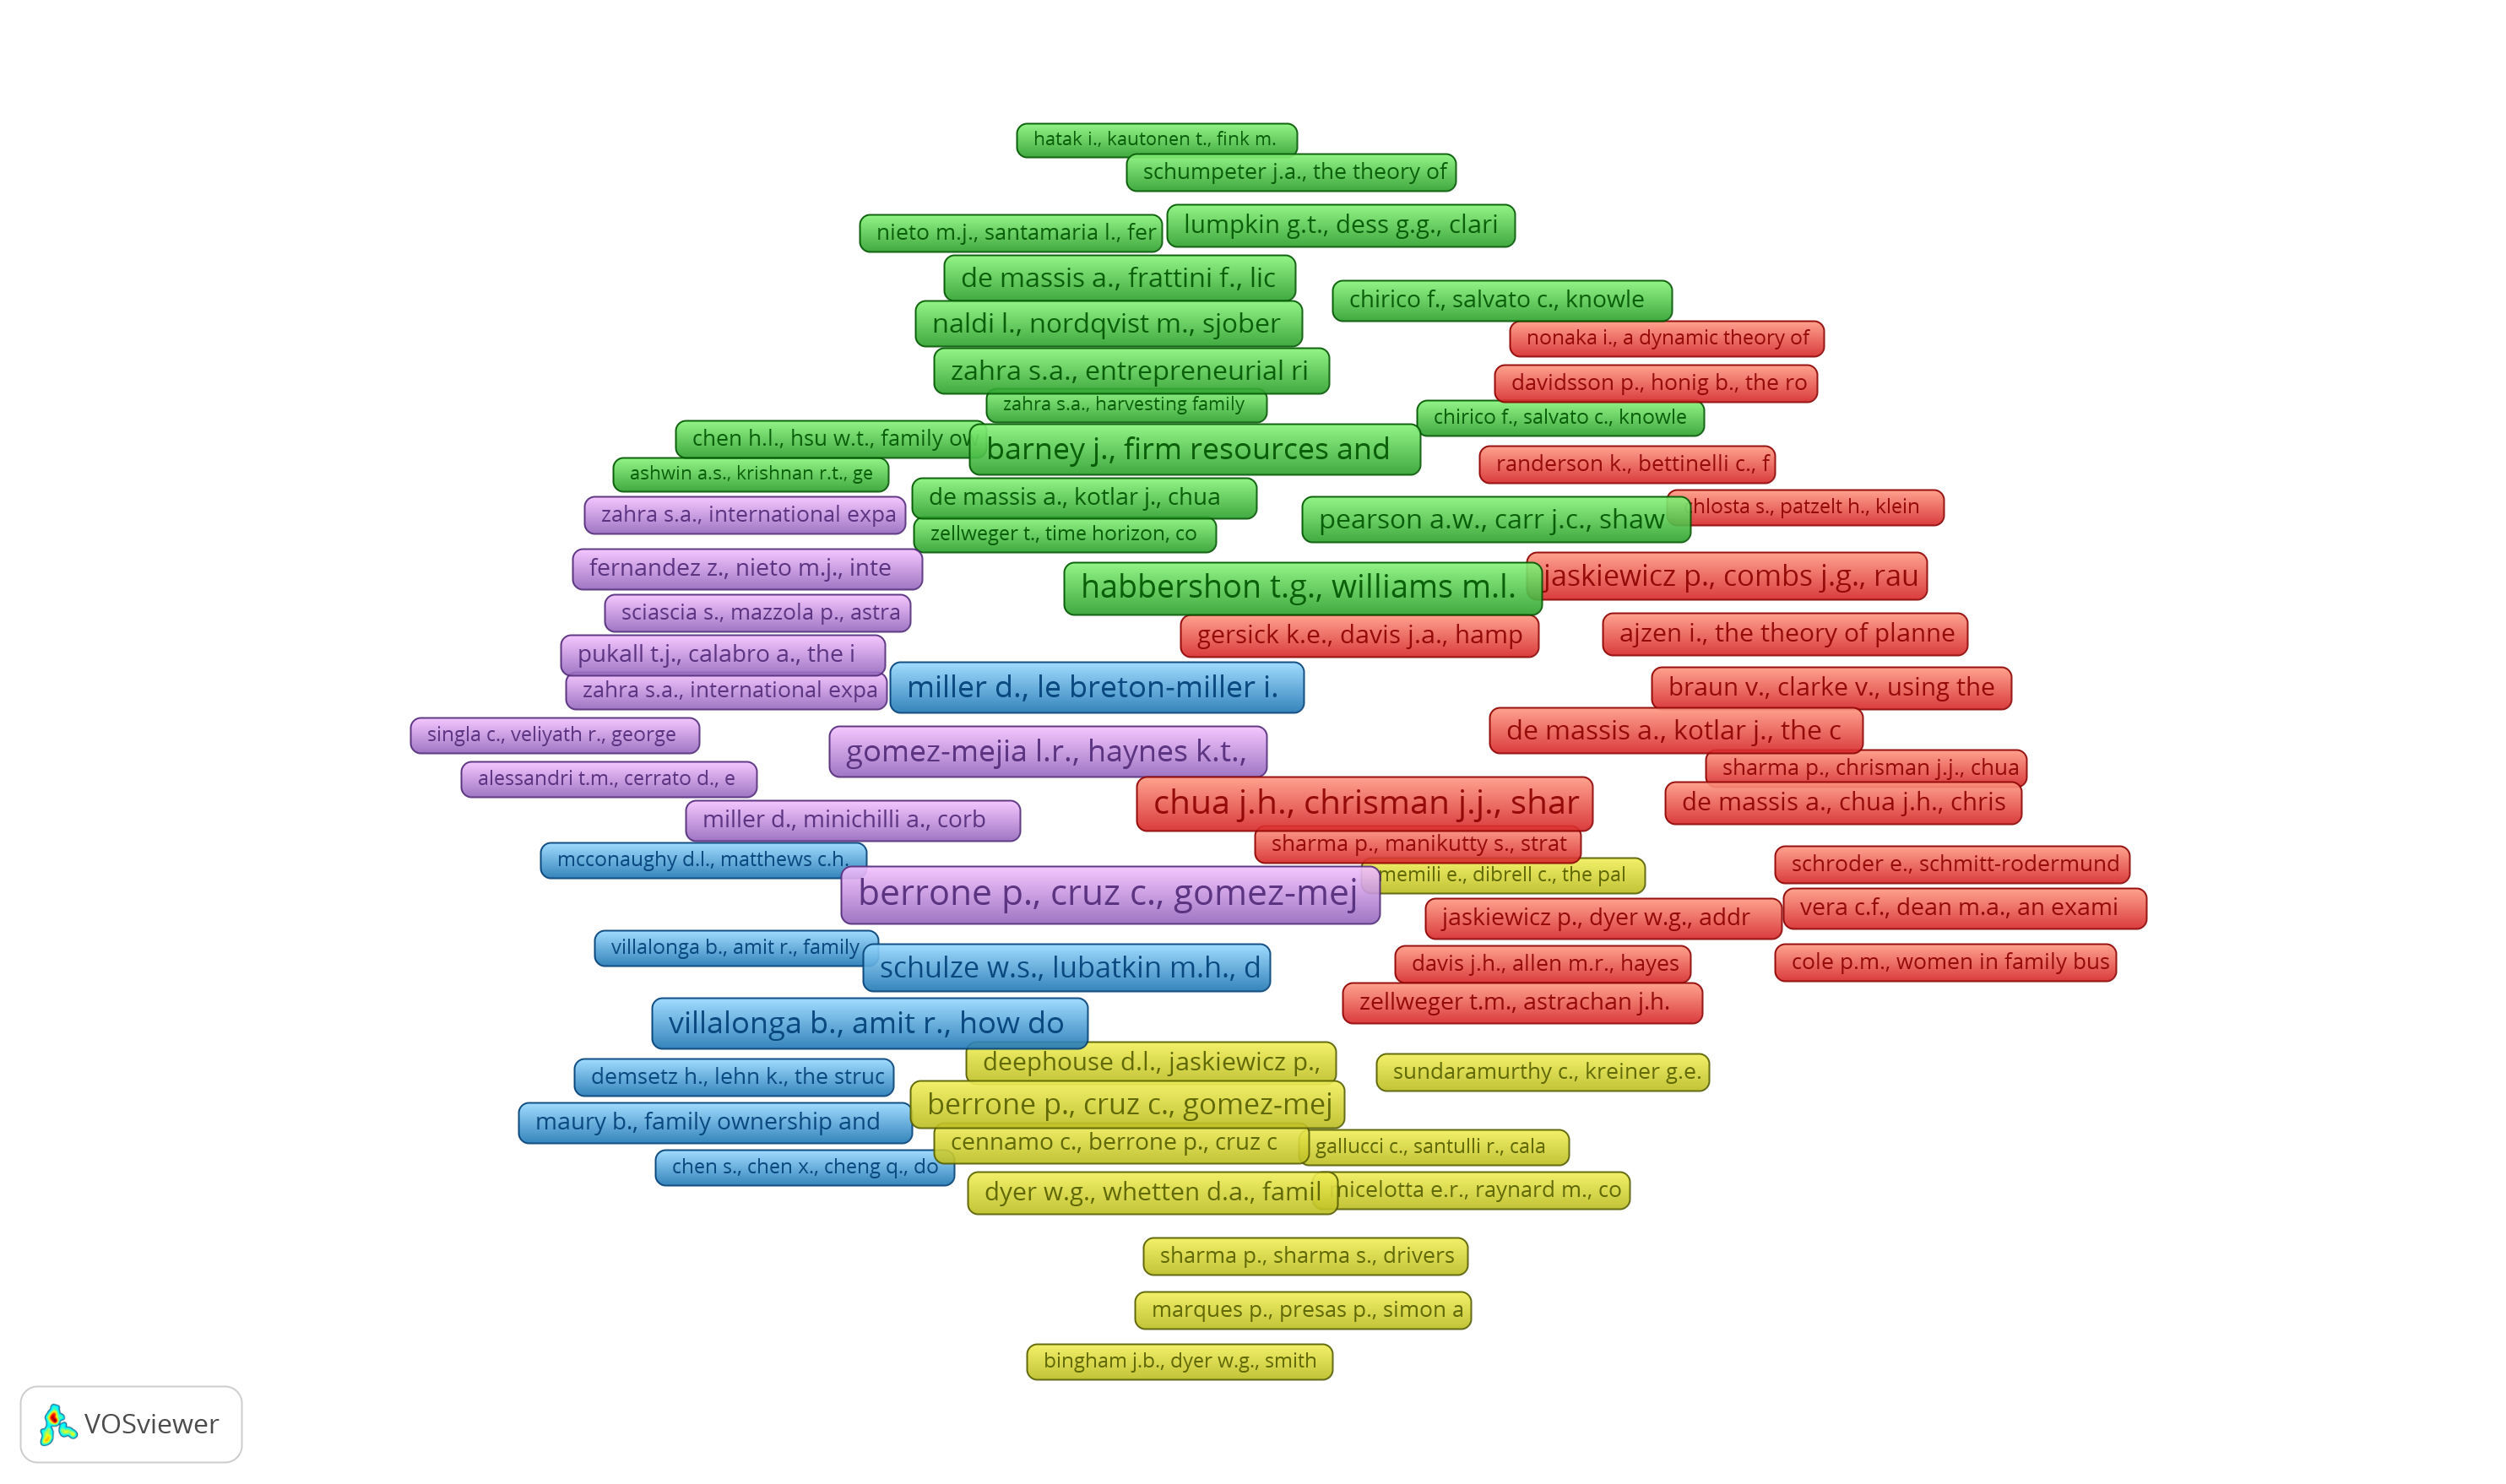 hatak i., kautonen t., fink m.
schumpeter j.a., the theory of
lumpkin g.t., dess g.g., clari
nieto m.j., santamaria l., fer
de massis a., frattini f., lic
chirico f., salvato c., knowle
naldi l., nordqvist m., sjober
nonaka i., a dynamic theory of
zahra s.a., entrepreneurial ri
davidsson p., honig b., the ro
zahra s.a., harvesting family
chirico f., salvato c., knowle
chen h.l., hsu w.t., family ow
barney j., firm resources and
randerson k., bettinelli c., f
ashwin a.s., krishnan r.t., ge
de massis a., kotlar j., chua
zahra s.a., international expa
pearson a.w., carr j.c., shaw
hlosta s., patzelt h., klein
zellweger t., time horizon, co
fernandez z., nieto m.j., inte
habbershon t.g., williams m.l.
jaskiewicz p., combs j.g., rau
sciascia s., mazzola p., astra
gersick k.e., davis j.a., hamp
ajzen i., the theory of planne
pukall t.j., calabro a., the i
zahra s.a., international expa
miller d., le breton-miller i.
braun v., clarke v., using the
singla c., veliyath r., george
gomez-mejia l.r., haynes k.t.,
de massis a., kotlar j., the c
alessandri t.m., cerrato d., e
sharma p., chrisman j.j., chua
chua j.h., chrisman j.j., shar
de massis a., chua j.h., chris
miller d., minichilli a., corb
sharma p., manikutty s., strat
mcconaughy d.l., matthews c.h.
schroder e., schmitt-rodermund
memili e., dibrell c., the pal
berrone p., cruz c., gomez-mej
jaskiewicz p., dyer w.g., addr
vera c.f., dean m.a., an exami
villalonga b., amit r., family
schulze w.s., lubatkin m.h., d
davis j.h., allen m.r., hayes
cole p.m., women in family bus
zellweger t.m., astrachan j.h.
villalonga b., amit r., how do
deephouse d.l., jaskiewicz p.,
sundaramurthy c., kreiner g.e.
demsetz h., lehn k., the struc
berrone p., cruz c., gomez-mej
maury b., family ownership and
cennamo c., berrone p., cruz c
gallucci c., santulli r., cala
chen s., chen x., cheng q., do
dyer w.g., whetten d.a., famil
micelotta e.r., raynard m., co
sharma p., sharma s., drivers
marques p., presas p., simon a
bingham j.b., dyer w.g., smith
VOSviewer